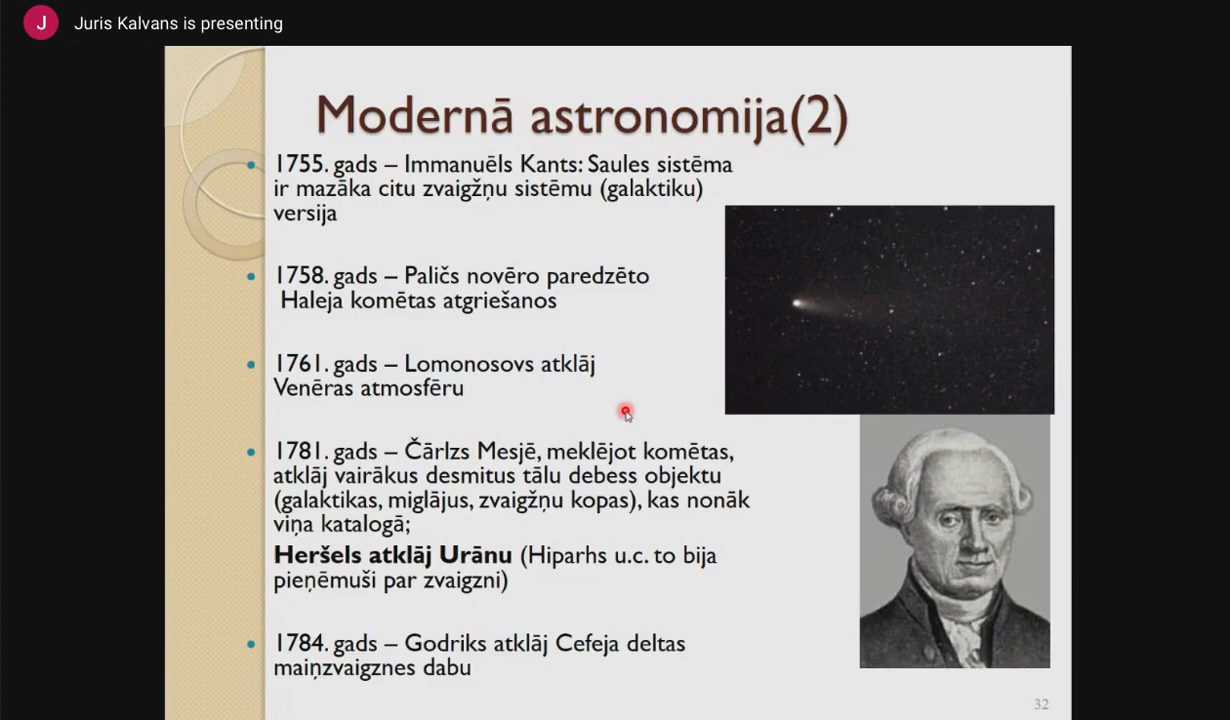 J
Juris Kalvans is presenting
Modernā astronomija(2)
• 1755. gads – Immanuēls Kants: Saules sistēma
ir mazāka citu zvaigžņu sistēmu (galaktiku)
versija
• 1758. gads – Paličs novēro paredzēto
Haleja komētas atgriešanos
• 1761. gads – Lomonosovs atklāj
Venēras atmosfēru
• 1781. gads – Čārlzs Mesjē, meklējot komētas,
atklāj vairākus desmitus tālu debess objektu
(galaktikas, miglājus, zvaigžņu kopas), kas nonāk
viņa katalogā;
Heršels atklāj Urānu (Hiparhs u.c. to bija
pieņēmuši par zvaigzni)
• 1784. gads – Godriks atklāj Cefeja deltas
maiņzvaigznes dabu
32